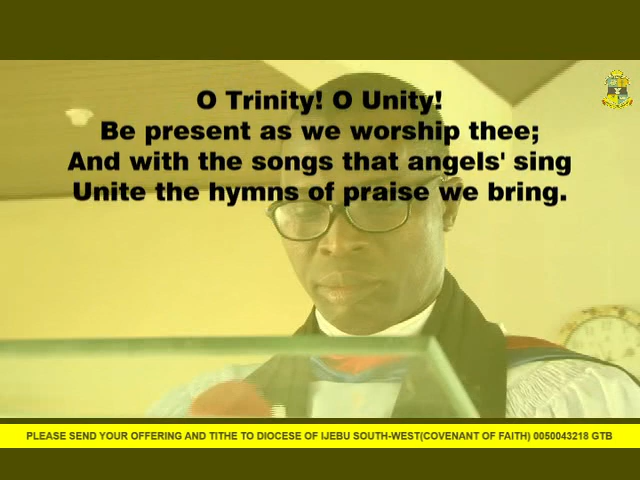 O Trinity! O Unity!
Be present as we worship thee;
And with the songs that angels' sing
Unite the hymns of praise we bring.
PLEASE SEND YOUR OFFERING AND TITHE TO DIOCESE OF IJEBU SOUTH-WEST(COVENANT OF FAITH) 0050043218 GTB